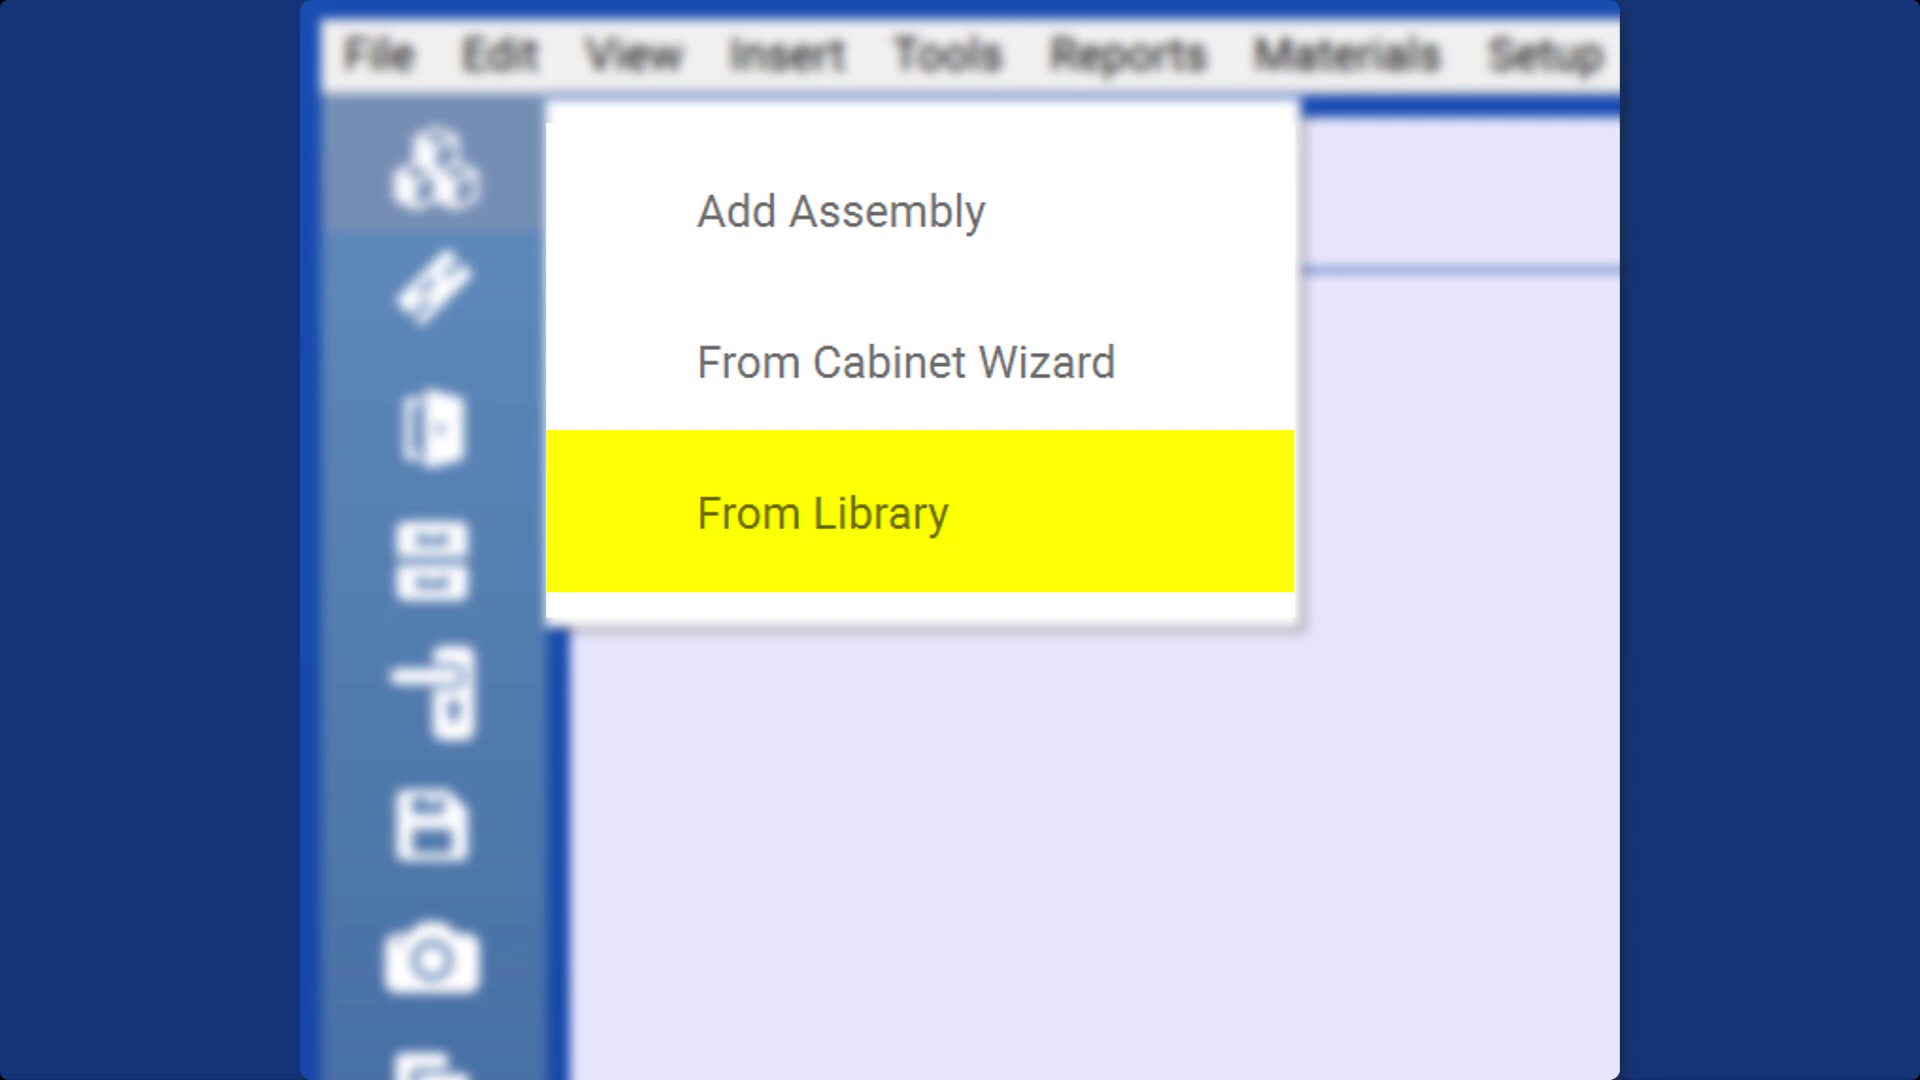 File Edit View Insert Tools Reports Materials Setup
Add Assembly
From Cabinet Wizard
From Library